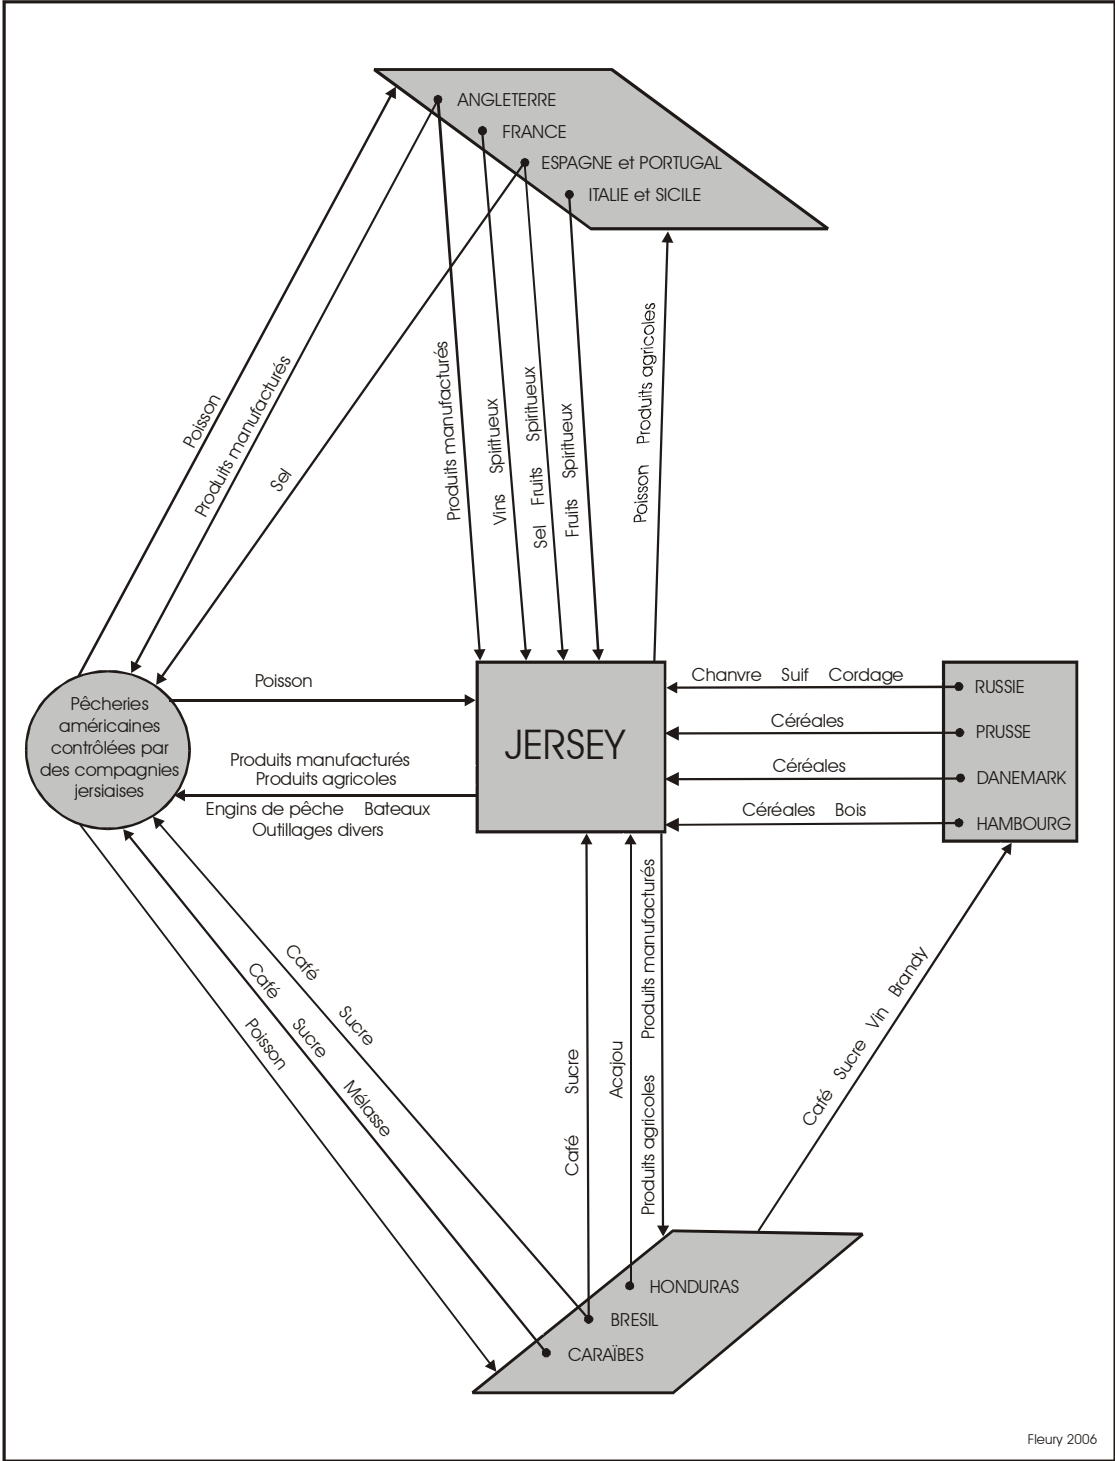 ANGLETERRE
FRANCE
ESPAGNE et PORTUGAL
ITALIE et SICILE
Poisson
Produits manufacturés
Sel
Produits manufacturés
Vins Spiritueux
Sel Fruits Spiritueux
Fruits Spiritueux
Poisson Produits agricoles
Pêcheries
américaines
contrôlées par
des compagnies
jersiaises
Poisson
Produits manufacturés
Produits agricoles
Engins de pêche Bateaux
Outillages divers
JERSEY
Chanvre Suif Cordage
Céréales
Céréales
Céréales Bois
RUSSIE
PRUSSE
DANEMARK
HAMBOURG
Café Sucre
Café Sucre Mélasse
Poisson
Café Sucre
Acajou
Produits agricoles Produits manufacturés
Café Sucre Vin Brandy
HONDURAS
BRESIL
CARAÏBES
Fleury 2006